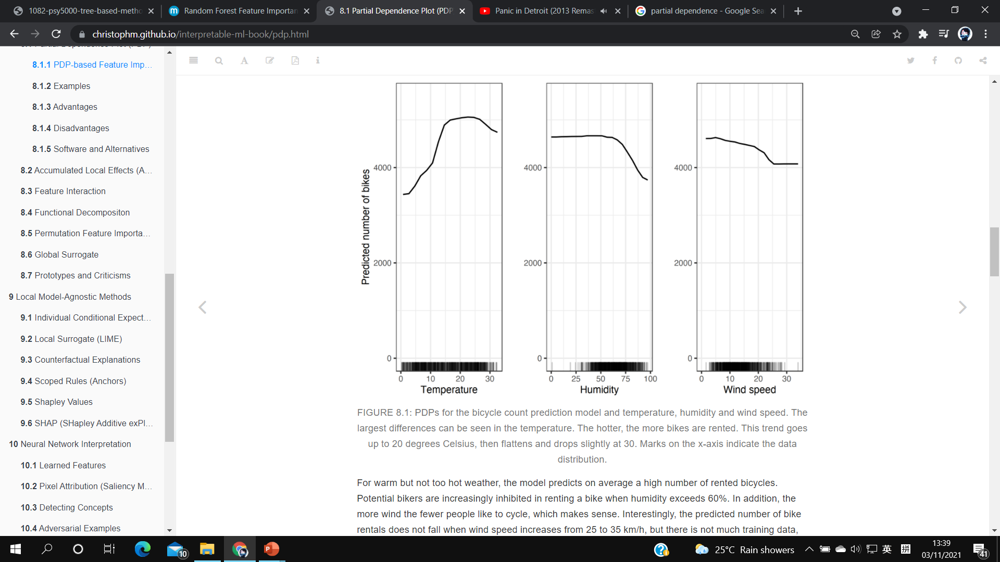 1082-psy5000-tree-based-metho
Random Forest Feature Importan
8.1 Partial Dependence Plot (PDP
Panic in Detroit (2013 Remas
partial dependence - Google Sea
christophm.github.io/interpretable-ml-book/pdp.html
8.1.1 PDP-based Feature Imp...
8.1.2 Examples
8.1.3 Advantages
8.1.4 Disadvantages
8.1.5 Software and Alternatives
8.2 Accumulated Local Effects (A...
8.3 Feature Interaction
8.4 Functional Decompositon
8.5 Permutation Feature Importa...
8.6 Global Surrogate
8.7 Prototypes and Criticisms
9 Local Model-Agnostic Methods
9.1 Individual Conditional Expect...
9.2 Local Surrogate (LIME)
9.3 Counterfactual Explanations
9.4 Scoped Rules (Anchors)
9.5 Shapley Values
9.6 SHAP (SHapley Additive exPl...
10 Neural Network Interpretation
10.1 Learned Features
10.2 Pixel Attribution (Saliency M...
10.3 Detecting Concepts
10.4 Adversarial Examples
Predicted number of bikes
4000
2000
0
0 10 20 30
Temperature
4000
2000
0
0 25 50 75 100
Humidity
4000
2000
0
0 10 20 30
Wind speed
FIGURE 8.1: PDPs for the bicycle count prediction model and temperature, humidity and wind speed. The
largest differences can be seen in the temperature. The hotter, the more bikes are rented. This trend goes
up to 20 degrees Celsius, then flattens and drops slightly at 30. Marks on the x-axis indicate the data
distribution.
For warm but not too hot weather, the model predicts on average a high number of rented bicycles.
Potential bikers are increasingly inhibited in renting a bike when humidity exceeds 60%. In addition, the
more wind the fewer people like to cycle, which makes sense. Interestingly, the predicted number of bike
rentals does not fall when wind speed increases from 25 to 35 km/h, but there is not much training data,
10
25°C Rain showers
英
拼
13:39
03/11/2021
41